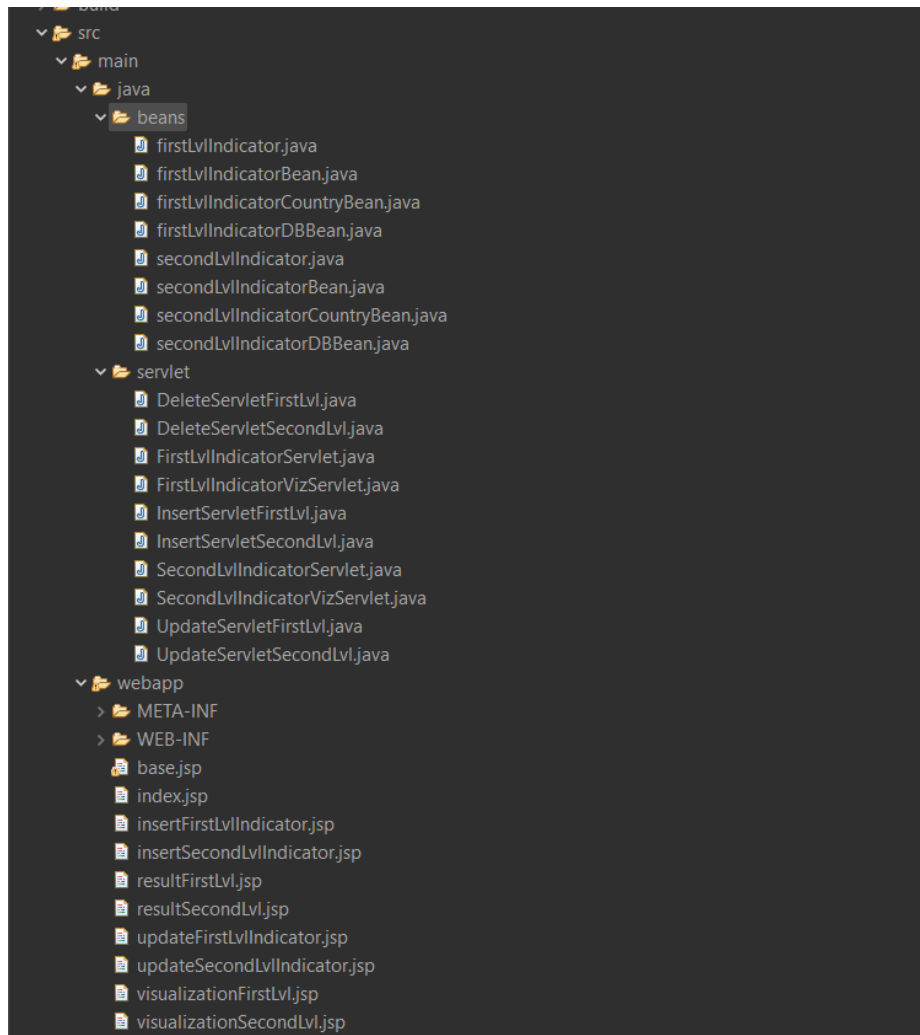 build
src
main
java
beans
firstLvlIndicator.java
firstLvlIndicatorBean.java
firstLvlIndicatorCountryBean.java
firstLvlIndicatorDBBean.java
secondLvlIndicator.java
secondLvlIndicatorBean.java
secondLvlIndicatorCountryBean.java
secondLvlIndicatorDBBean.java
servlet
DeleteServletFirstLvl.java
DeleteServletSecondLvl.java
FirstLvlIndicatorServlet.java
FirstLvlIndicatorVizServlet.java
InsertServletFirstLvl.java
InsertServletSecondLvl.java
SecondLvlIndicatorServlet.java
SecondLvlIndicatorVizServlet.java
UpdateServletFirstLvl.java
UpdateServletSecondLvl.java
webapp
META-INF
WEB-INF
base.jsp
index.jsp
insertFirstLvlIndicator.jsp
insertSecondLvlIndicator.jsp
resultFirstLvl.jsp
resultSecondLvl.jsp
updateFirstLvlIndicator.jsp
updateSecondLvlIndicator.jsp
visualizationFirstLvl.jsp
visualizationSecondLvl.jsp